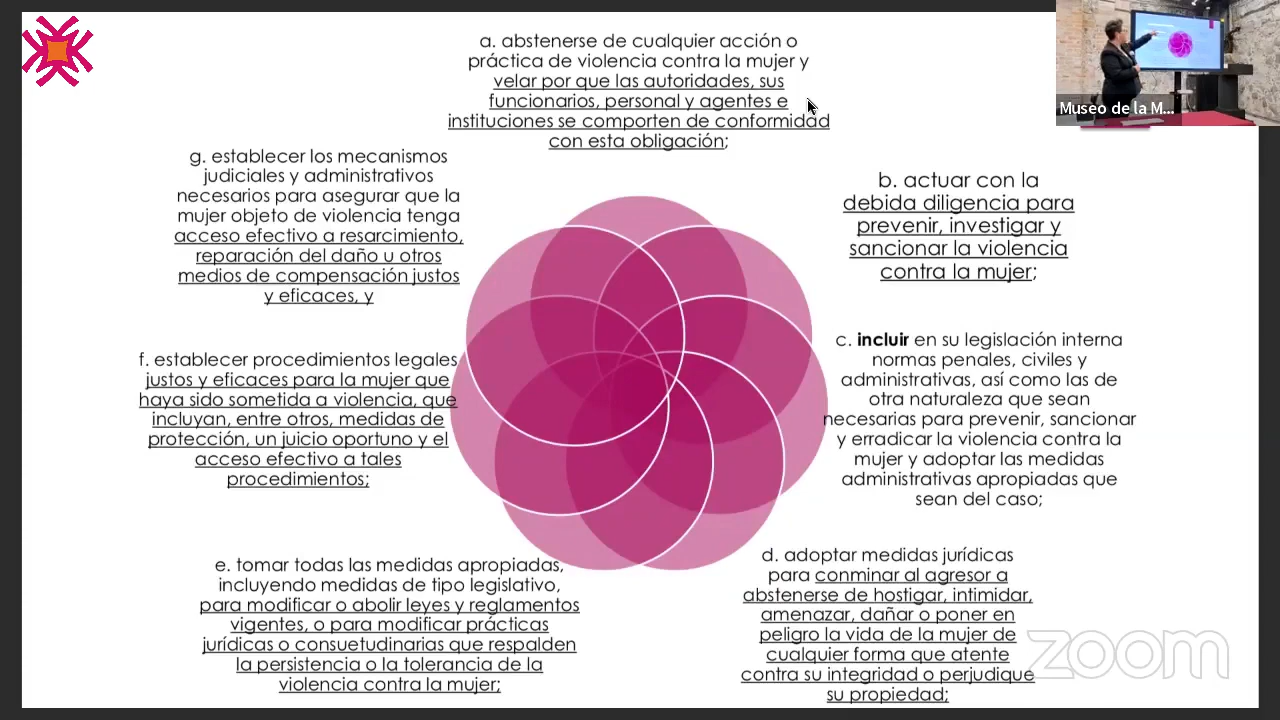 a. abstenerse de cualquier acción o
práctica de violencia contra la mujer y
velar por que las autoridades, sus
funcionarios, personal y agentes e
instituciones se comporten de conformidad
con esta obligación;
b. actuar con la
debida diligencia para
prevenir, investigar y
sancionar la violencia
contra la mujer;
c. incluir en su legislación interna
normas penales, civiles y
administrativas, así como las de
otra naturaleza que sean
necesarias para prevenir, sancionar
y erradicar la violencia contra la
mujer y adoptar las medidas
administrativas apropiadas que
sean del caso;
d. adoptar medidas jurídicas
para conminar al agresor a
abstenerse de hostigar, intimidar,
amenazar, dañar o poner en
peligro la vida de la mujer de
cualquier forma que atente
contra su integridad o perjudique
su propiedad;
e. tomar todas las medidas apropiadas,
incluyendo medidas de tipo legislativo,
para modificar o abolir leyes y reglamentos
vigentes, o para modificar prácticas
jurídicas o consuetudinarias que respalden
la persistencia o la tolerancia de la
violencia contra la mujer;
f. establecer procedimientos legales
justos y eficaces para la mujer que
haya sido sometida a violencia, que
incluyan, entre otros, medidas de
protección, un juicio oportuno y el
acceso efectivo a tales
procedimientos;
g. establecer los mecanismos
judiciales y administrativos
necesarios para asegurar que la
mujer objeto de violencia tenga
acceso efectivo a resarcimiento,
reparación del daño u otros
medios de compensación justos
y eficaces, y
Museo de la M...
zoom